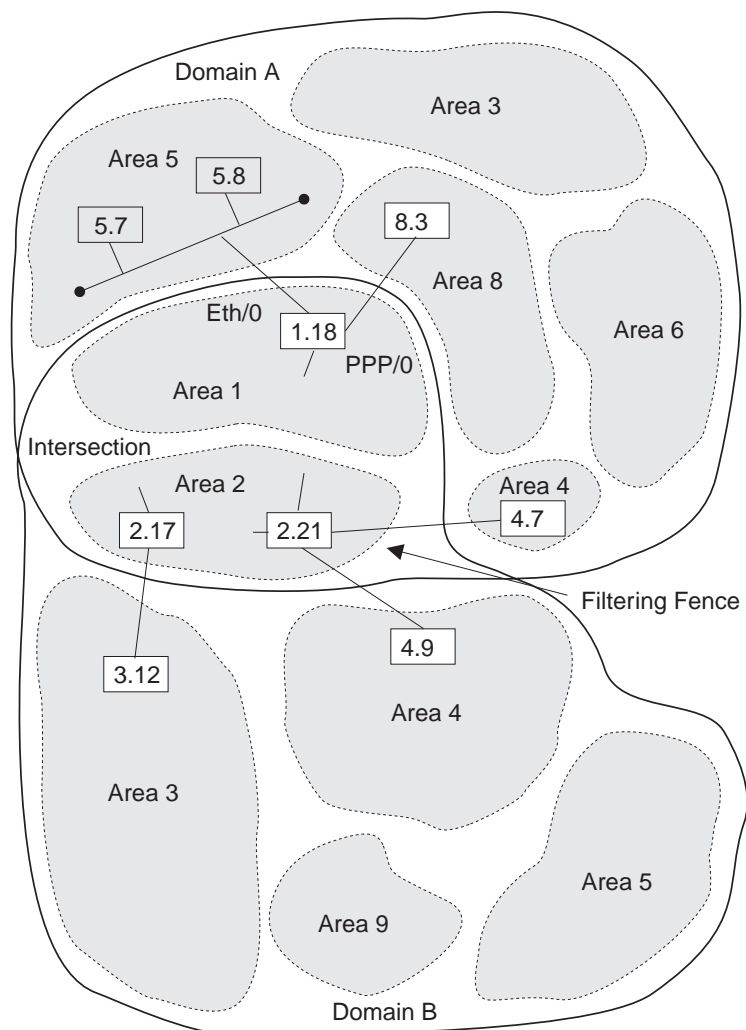 Domain A
Area 3
Area 5
5.8
5.7
8.3
Area 8
Eth/0
1.18
Area 6
PPP/0
Area 1
Intersection
Area 2
Area 4
2.17
2.21
4.7
Filtering Fence
4.9
3.12
Area 4
Area 3
Area 5
Area 9
Domain B